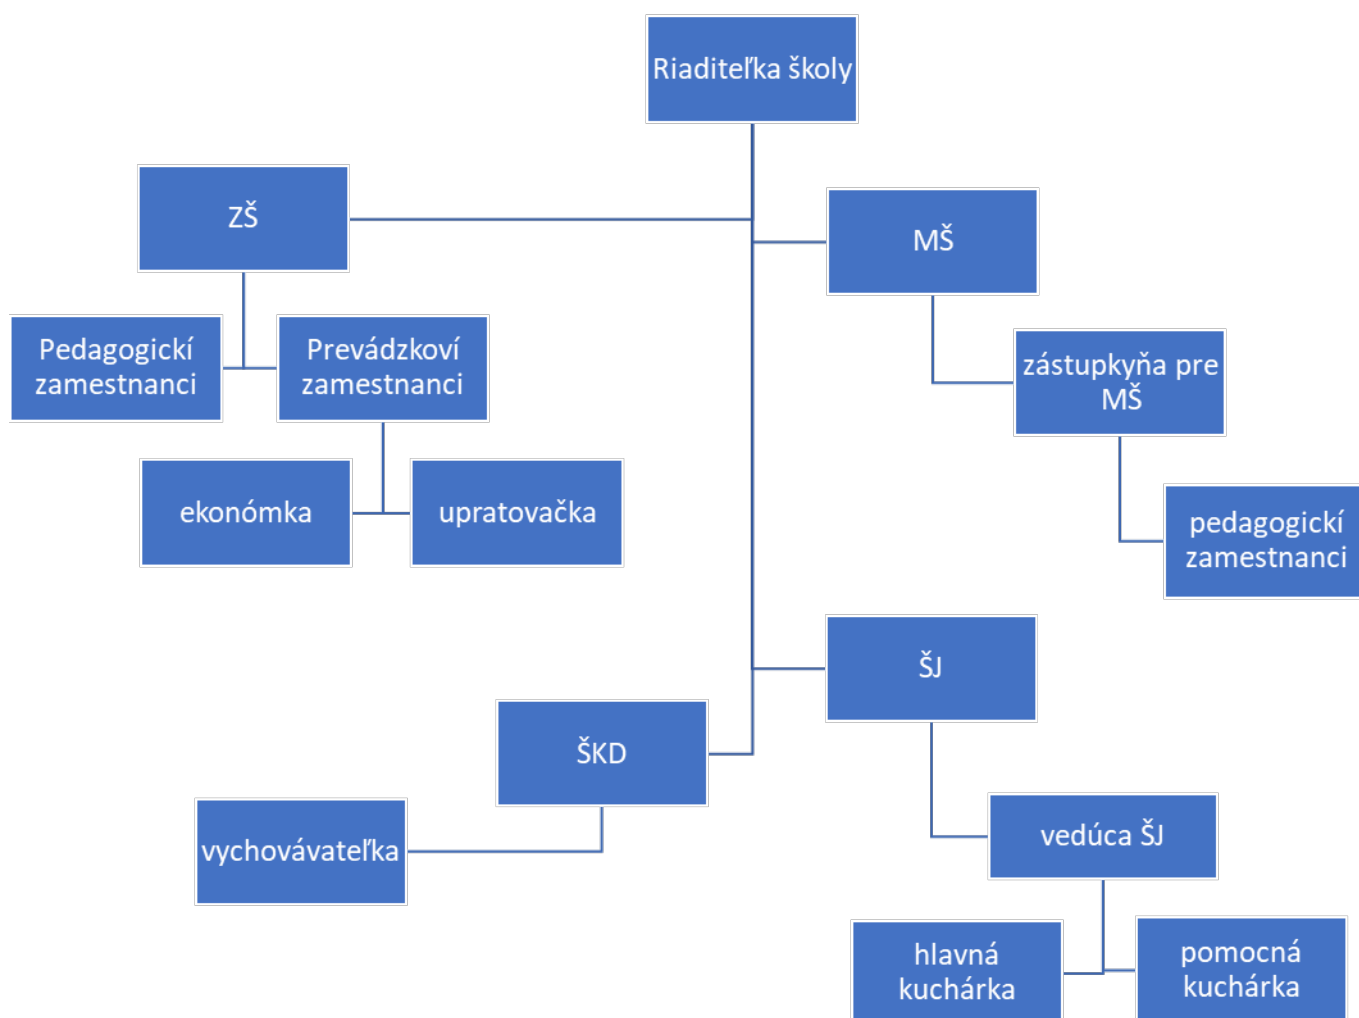 Riaditeľka školy
ZŠ
MŠ
Pedagogickí
zamestnanci
Prevádzkoví
zamestnanci
zástupkyňa pre
MŠ
ekonómka
upratovačka
pedagogickí
zamestnanci
ŠJ
ŠKD
vychovávateľka
vedúca ŠJ
hlavná
kuchárka
pomocná
kuchárka